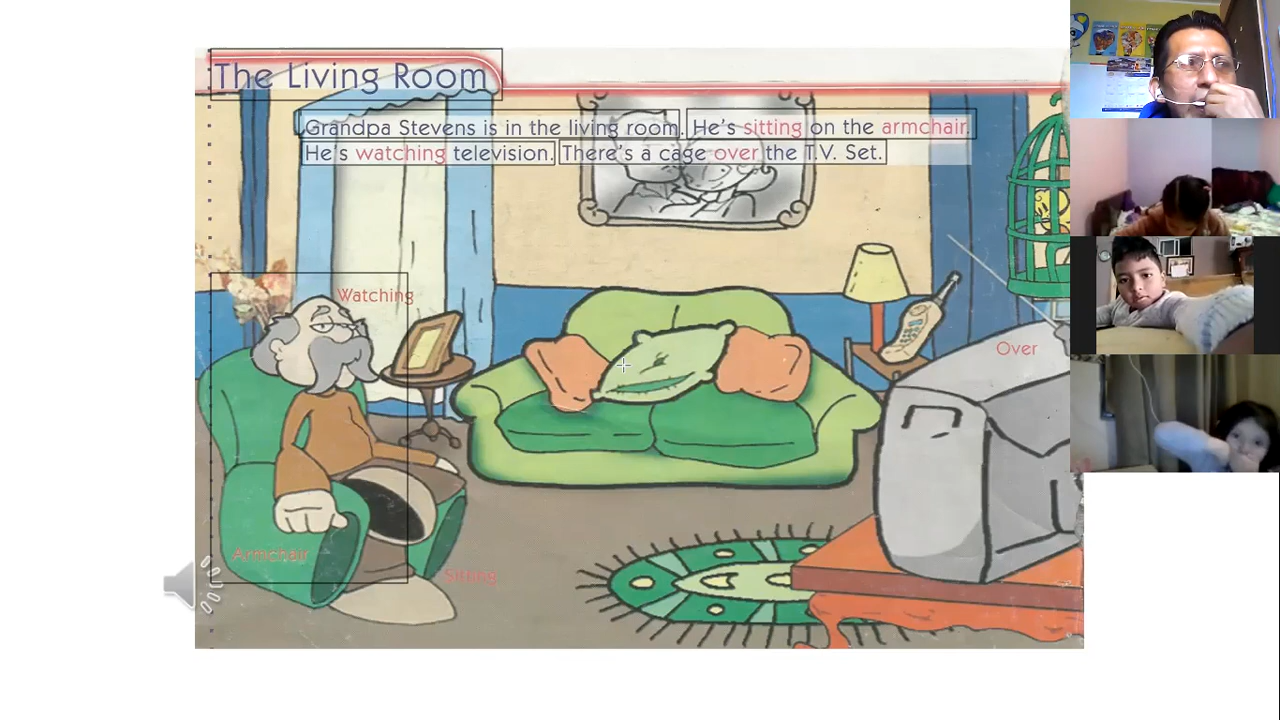 The Living Room
Grandpa Stevens is in the living room. He's sitting on the armchair.
He's watching television. There's a cage over the T.V. Set.
Watching
Over
Armchair
Siting